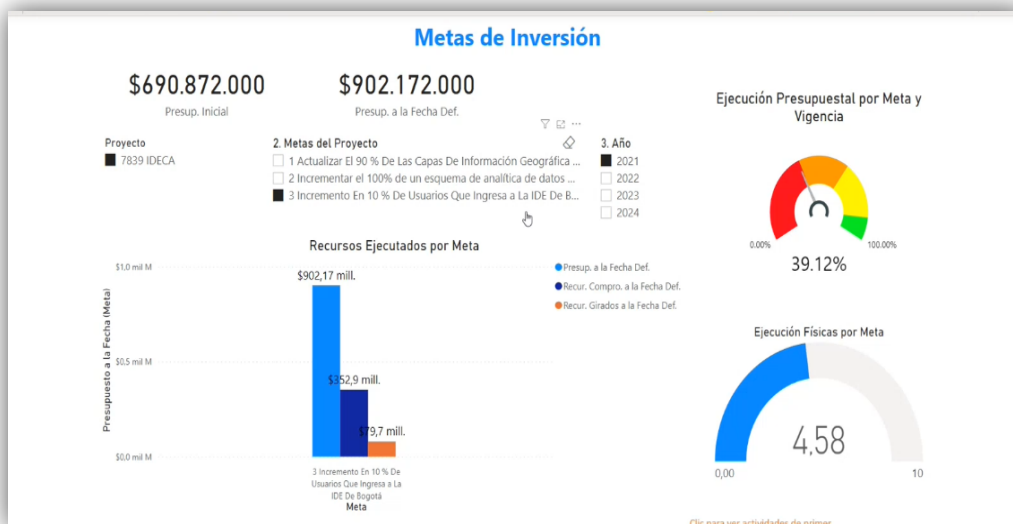 Metas de Inversión
$690.872.000
Presup. Inicial
$902.172.000
Presup. a la Fecha Def.
Proyecto
7839 IDECA
2. Metas del Proyecto
1 Actualizar El 90 % De Las Capas De Información Geográfica ...
2 Incrementar el 100% de un esquema de analítica de datos ...
3 Incremento En 10 % De Usuarios Que Ingresa a La IDE De B...
3. Año
2021
2022
2023
2024
Ejecución Presupuestal por Meta y
Vigencia
0.00%
100.00%
39.12%
Recursos Ejecutados por Meta
Presupuesto a la Fecha (Meta)
$1.0 mil M
$0.5 mil M
$0.0 mil M
$902,17 mill.
$352,9 mill.
$79,7 mill.
3 Incremento En 10 % De
Usuarios Que Ingresa a La
IDE De Bogotá
Meta
Presup. a la Fecha Def.
Recur. Compro. a la Fecha Def.
Recur. Girados a la Fecha Def.
Ejecución Físicas por Meta
4,58
0,00
10
Clic para ver actividades de primer